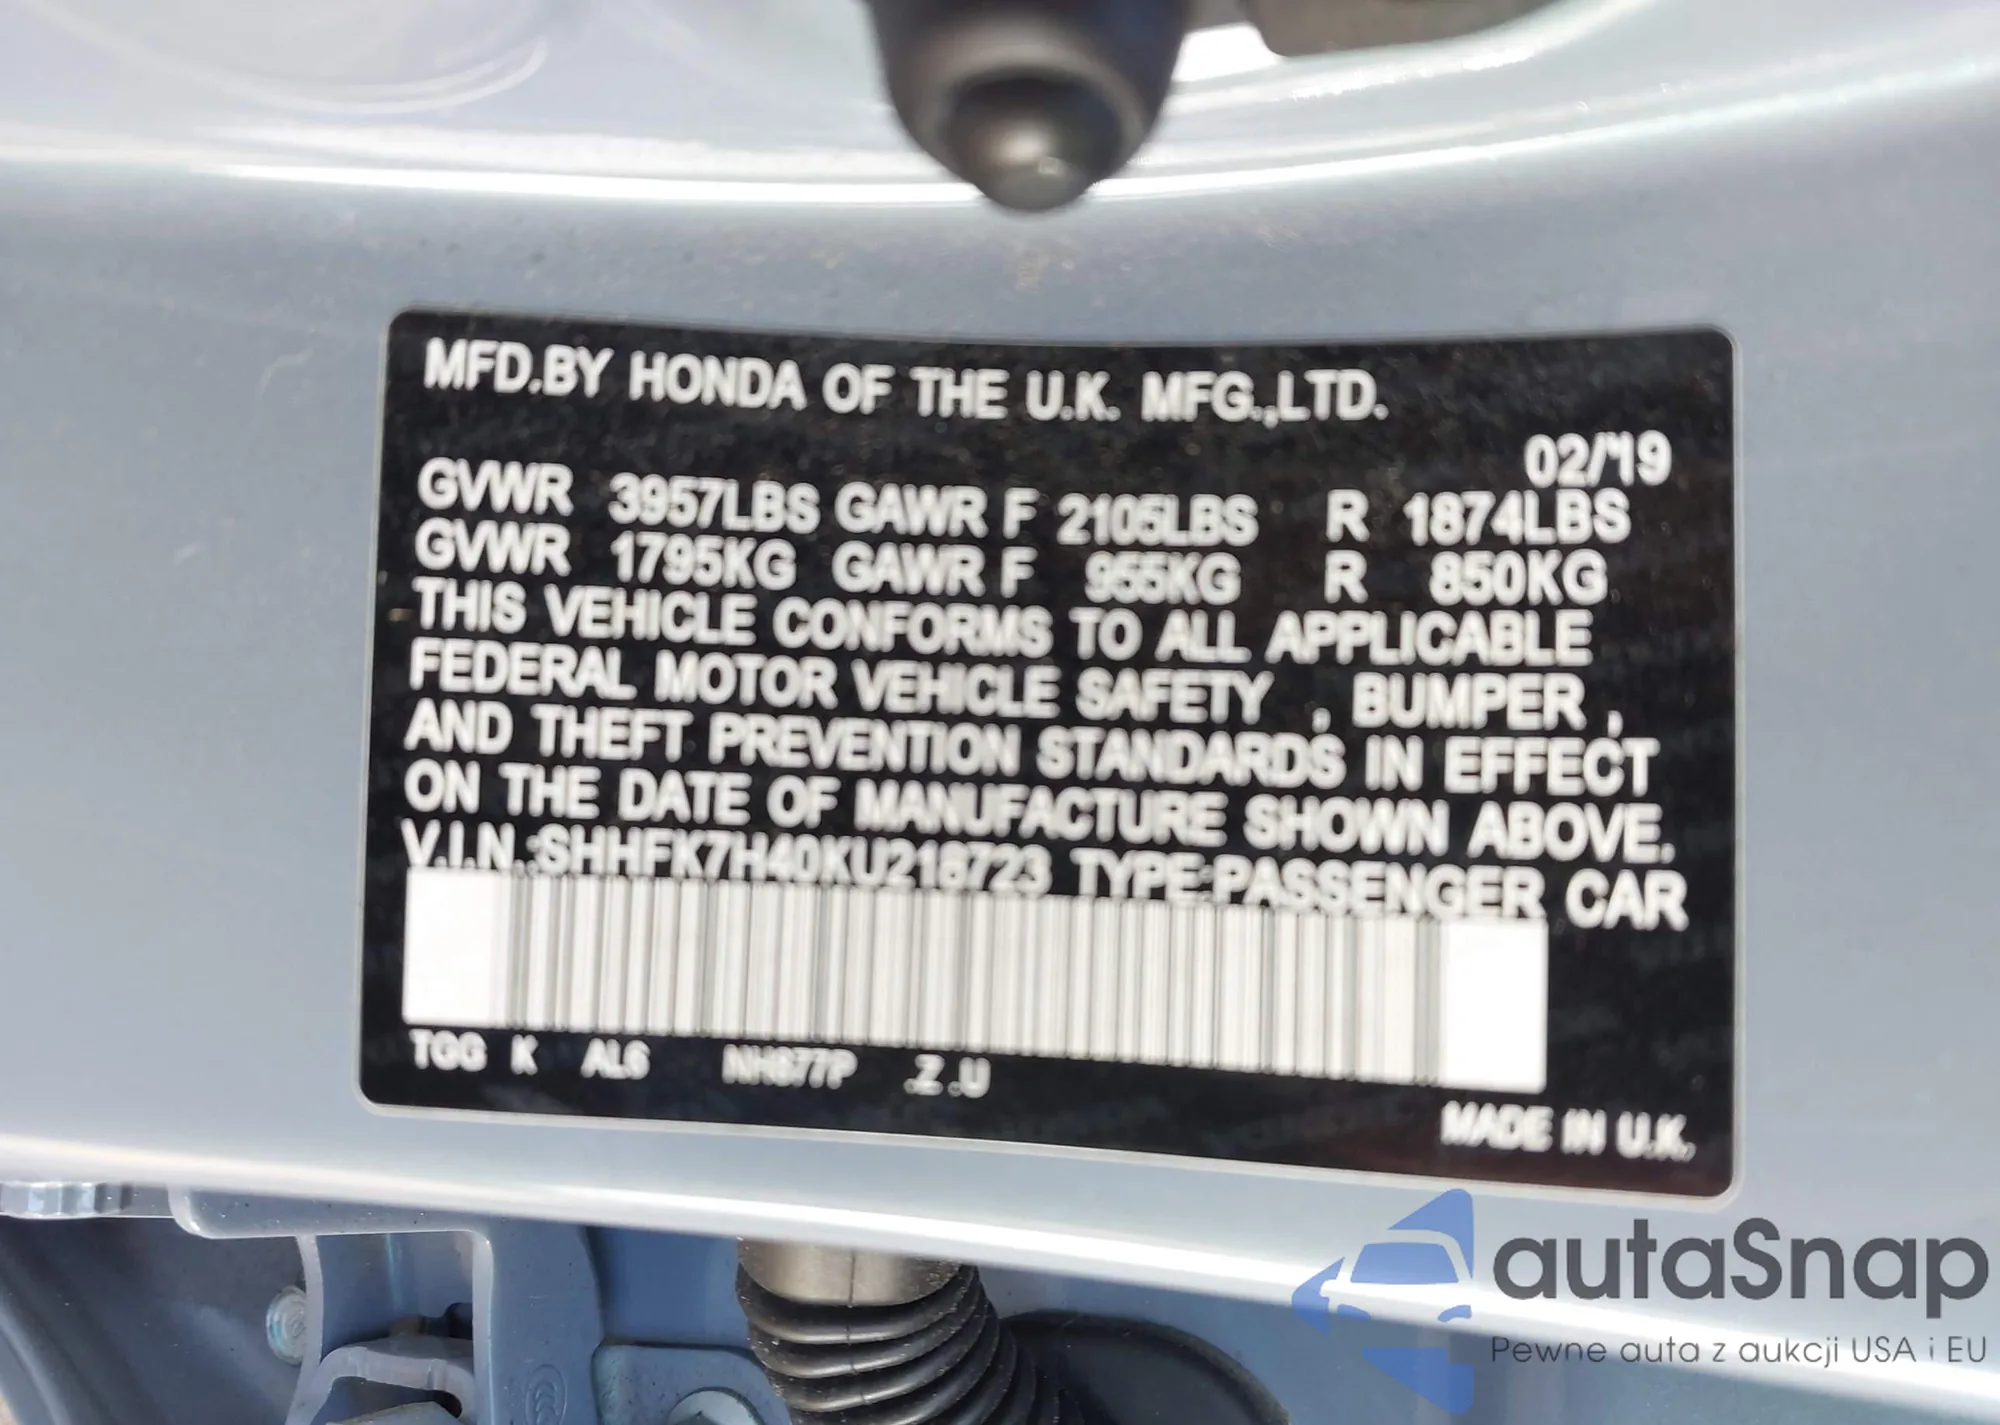 MFD.BY HONDA OF THE U.K. MFG.,LTD.
02/'19
GVWR 3957LBS GAWR F 2105LBS R 1874LBS
GVWR 1795KG GAWR F 955KG R 850KG
THIS VEHICLE CONFORMS TO ALL APPLICABLE
FEDERAL MOTOR VEHICLE SAFETY , BUMPER ,
AND THEFT PREVENTION STANDARDS IN EFFECT
ON THE DATE OF MANUFACTURE SHOWN ABOVE.
V.I.N.:SHHFK7H40KU218723 TYPE:PASSENGER CAR
TGG K AL6 NH877P .Z .U
MADE IN U.K.
autaSnap
Pewne auta z aukcji USA i EU